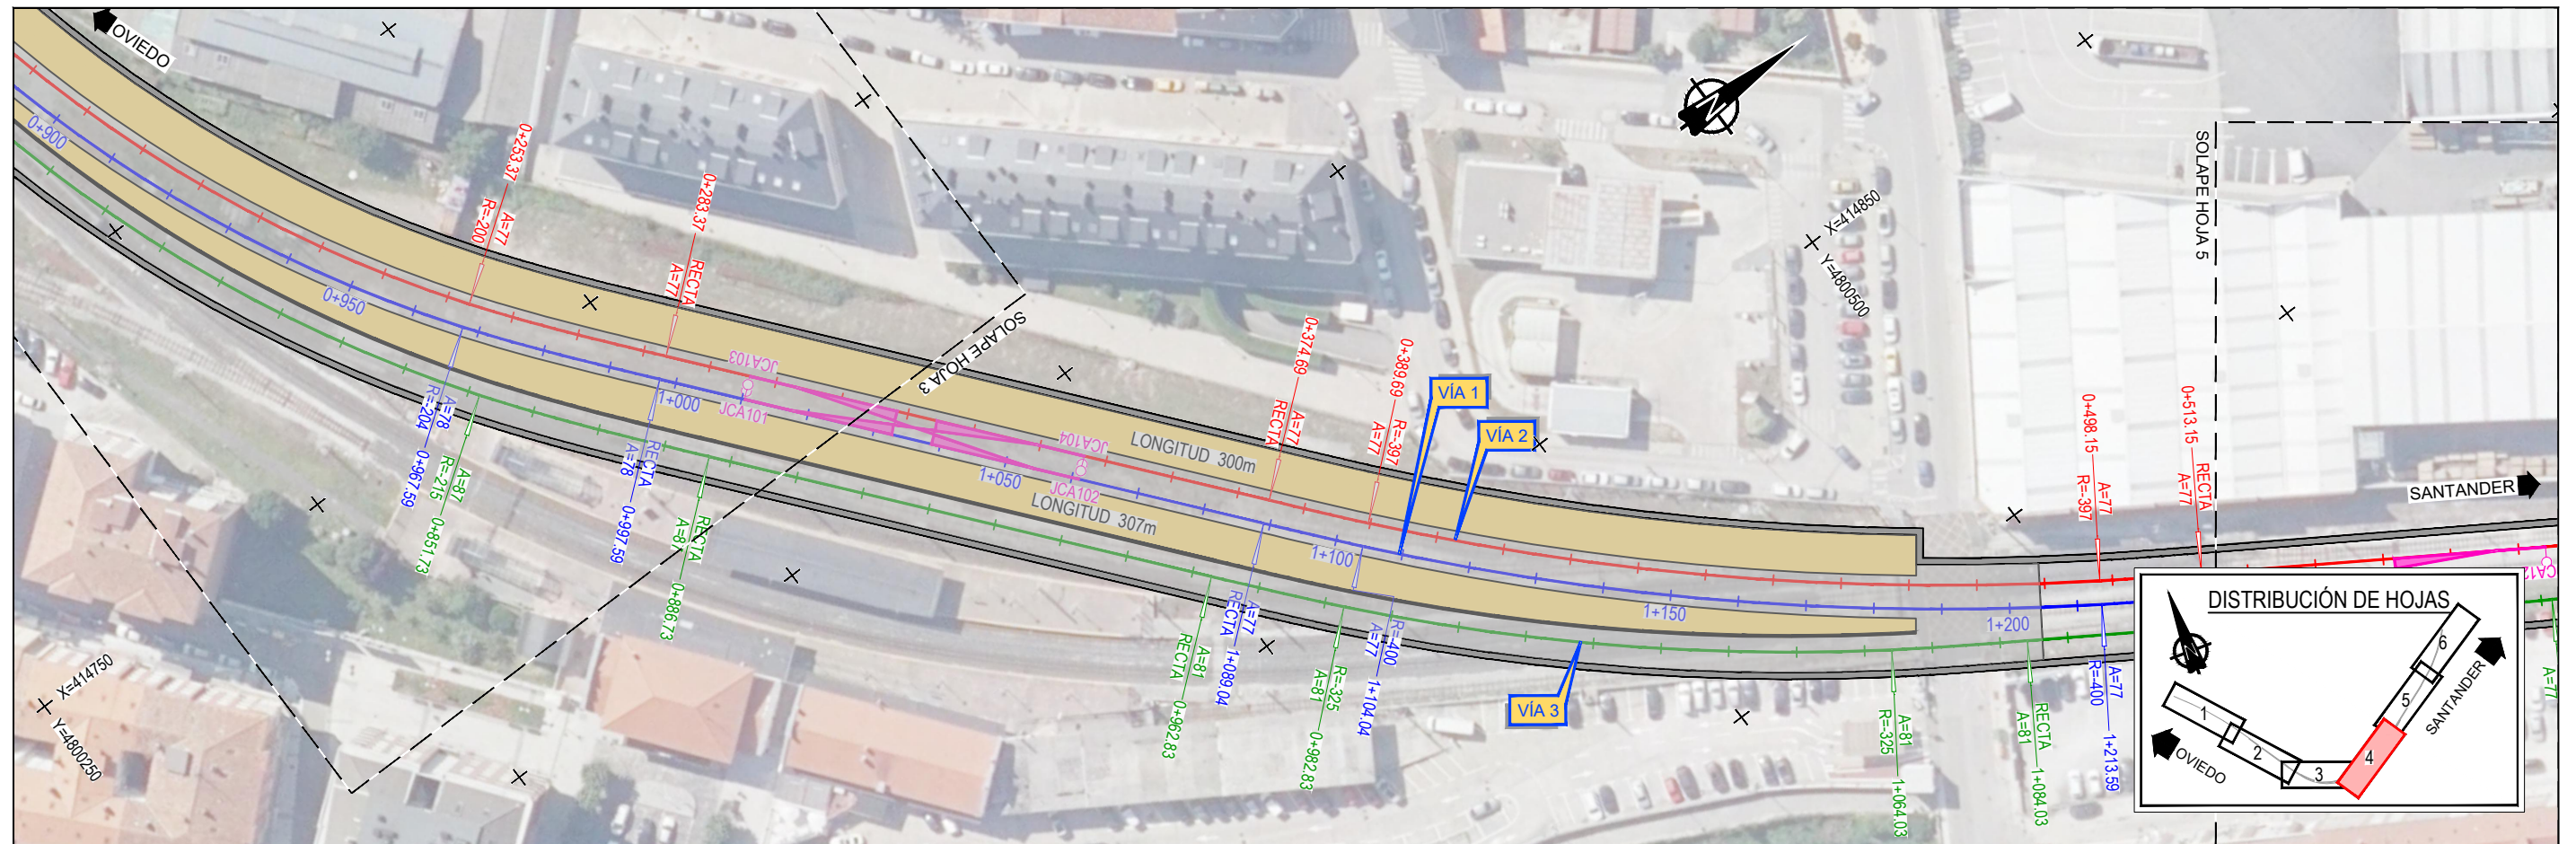 OVIEDO
0+900
0+950
0+253.37
R=-200
A=77
0+283.37
A=77
RECTA
JCA103
JCA101
1+000
SOLAPE HOJA 3
JCA104
JCA102
1+050
LONGITUD 300m
LONGITUD 307m
A=78
R=-204
0+967.59
A=87
R=-215
0+851.73
RECTA
A=78
0+997.59
RECTA
A=87
0+886.73
0+374.69
RECTA
A=77
0+389.69
A=77
R=-397
VÍA 1
VÍA 2
VÍA 3
1+100
1+150
1+200
A=81
RECTA
0+962.83
A=77
RECTA
1+089.04
R=-325
A=81
0+982.83
R=-400
A=77
1+104.04
X=414850
Y=4800500
X=414750
Y=4800250
SOLAPE HOJA 5
0+498.15
R=-397
A=77
0+513.15
A=77
RECTA
SANTANDER
A=81
R=-325
1+064.03
RECTA
A=81
1+084.03
A=77
R=-400
1+213.59
A=77
DISTRIBUCIÓN DE HOJAS
1
2
3
4
5
6
OVIEDO
SANTANDER
N